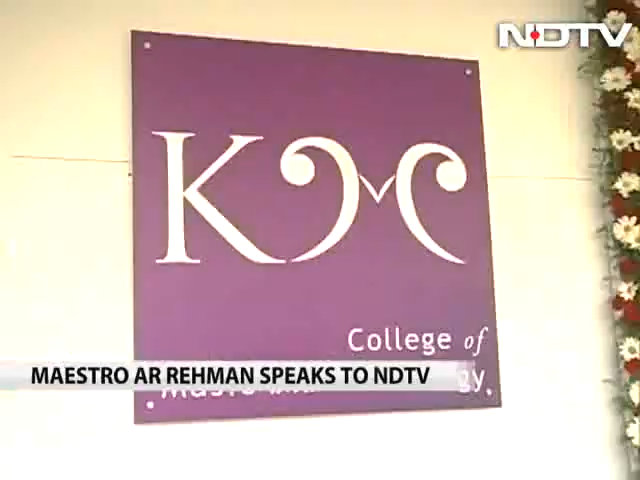 NDTV
KMC
College of
MAESTRO AR REHMAN SPEAKS TO NDTV